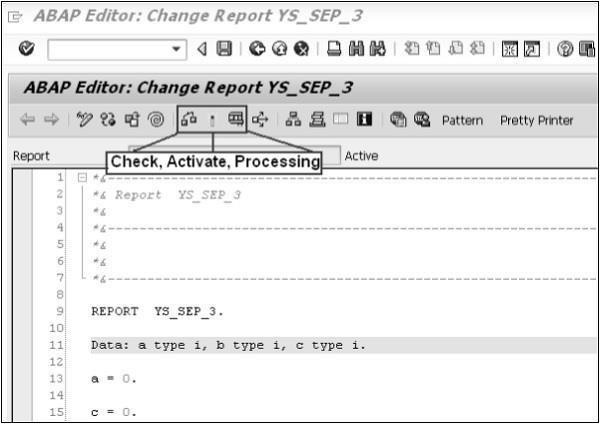 ABAP Editor: Change Report YS_SEP_3
ABAP Editor: Change Report YS_SEP_3
Pattern Pretty Printer
Report Active
Check, Activate, Processing
1 *&---------------------------------------------------------------------
2 *& Report YS_SEP_3
3 *&
4 *&---------------------------------------------------------------------
5 *&
6 *&
7 *&---------------------------------------------------------------------
8
9 REPORT YS_SEP_3.
10
11 Data: a type i, b type i, c type i.
12
13 a = 0.
14
15 c = 0.